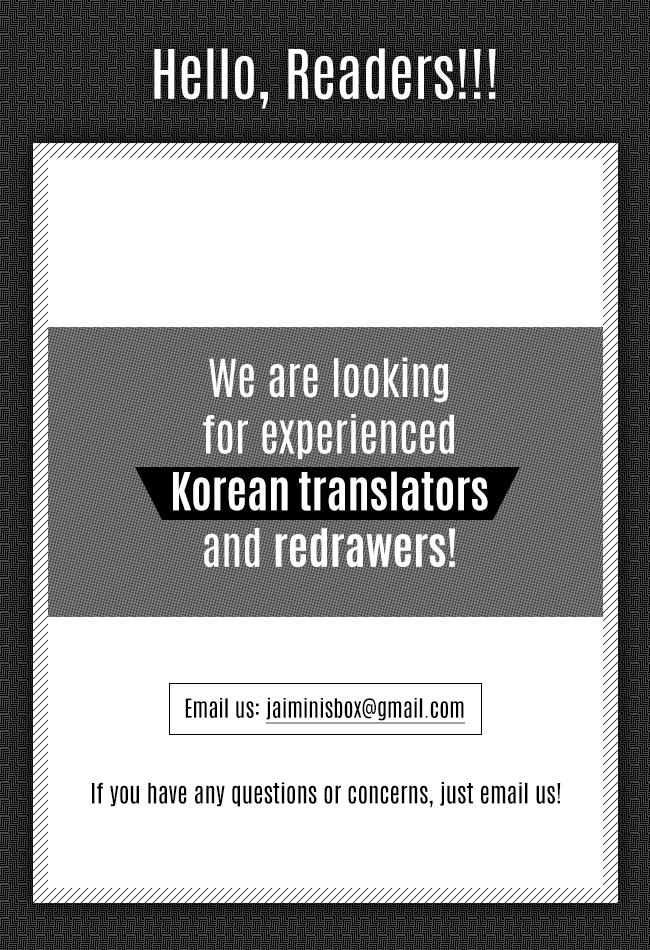 Hello, Readers!!!
We are looking
for experienced
Korean translators
and redrawers!
Email us: jaiminisbox@gmail.com
If you have any questions or concerns, just email us!